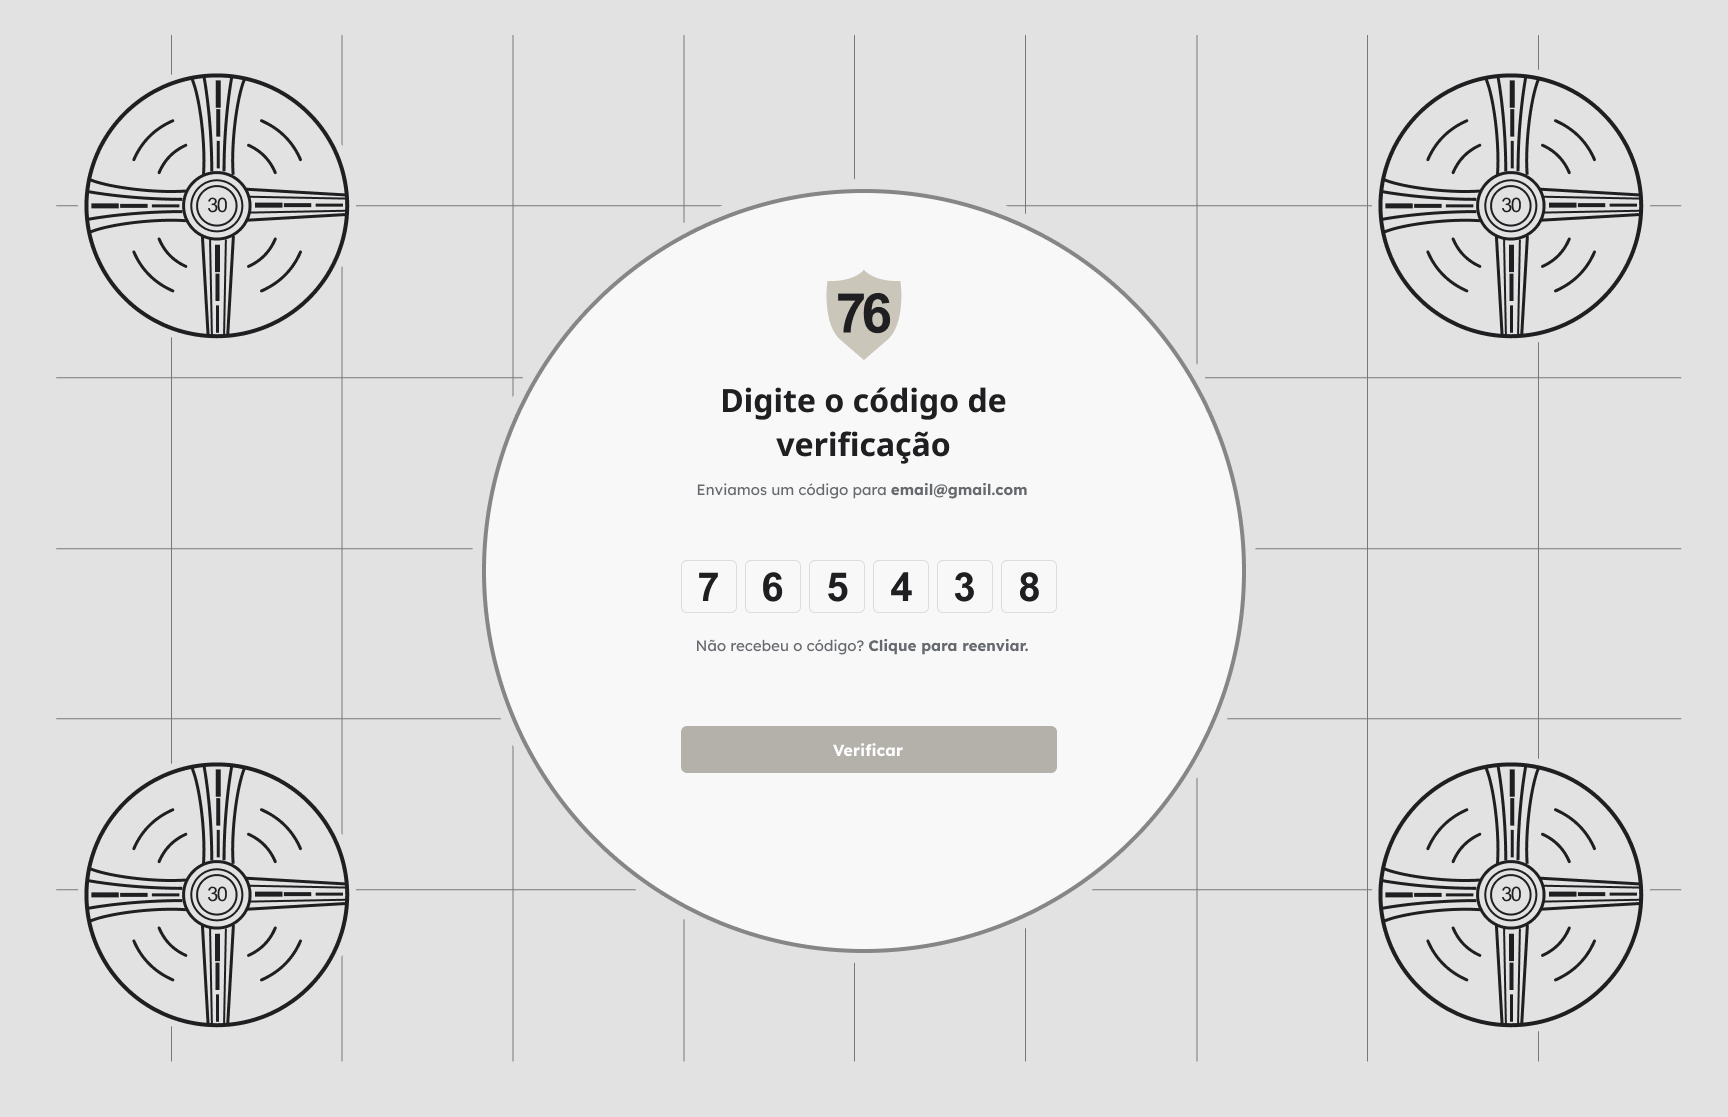 30
30
76
Digite o código de
verificação
Enviamos um código para email@gmail.com
7 6 5 4 3 8
Não recebeu o código? Clique para reenviar.
Verificar
30
30